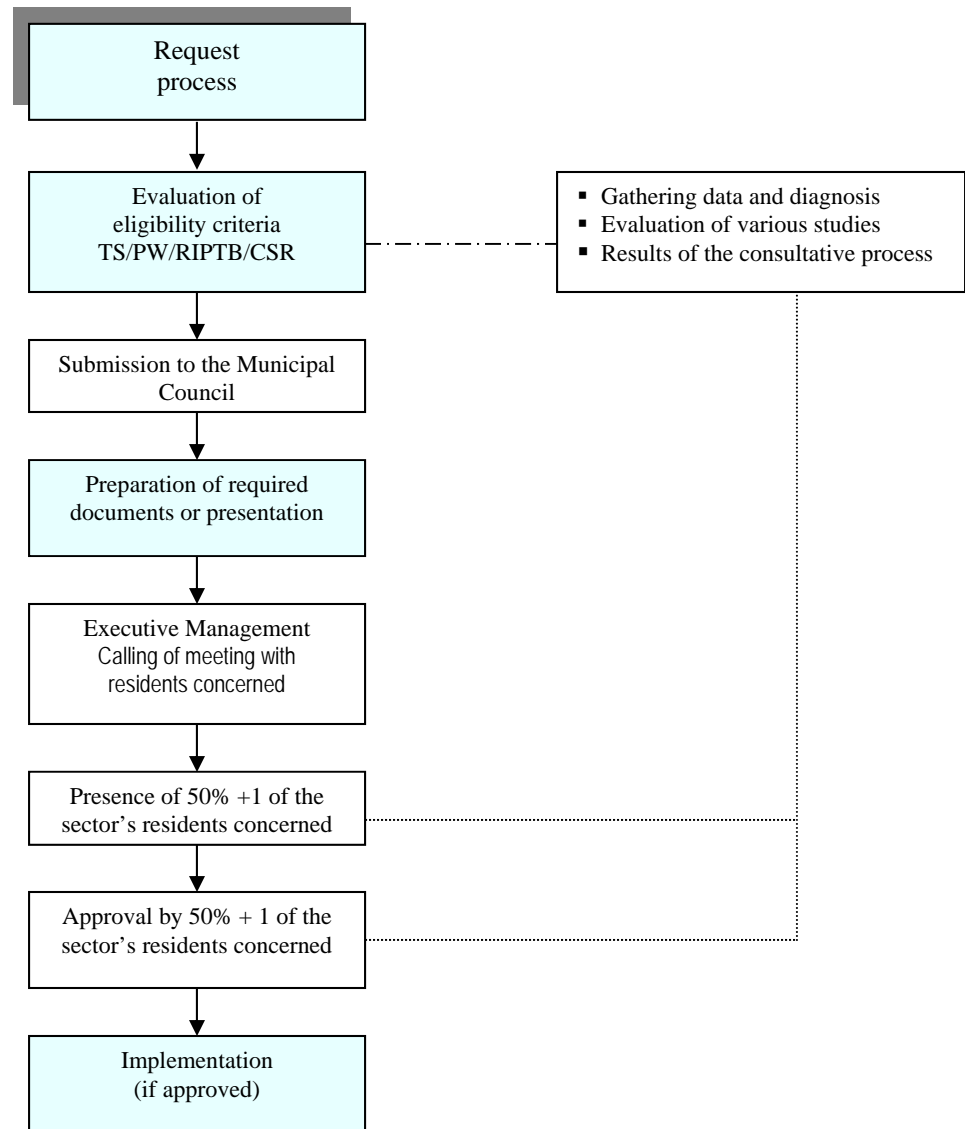 Request
process
Evaluation of
eligibility criteria
TS/PW/RIPTB/CSR
▪ Gathering data and diagnosis
▪ Evaluation of various studies
▪ Results of the consultative process
Submission to the Municipal
Council
Preparation of required
documents or presentation
Executive Management
Calling of meeting with
residents concerned
Presence of 50% +1 of the
sector’s residents concerned
Approval by 50% + 1 of the
sector’s residents concerned
Implementation
(if approved)